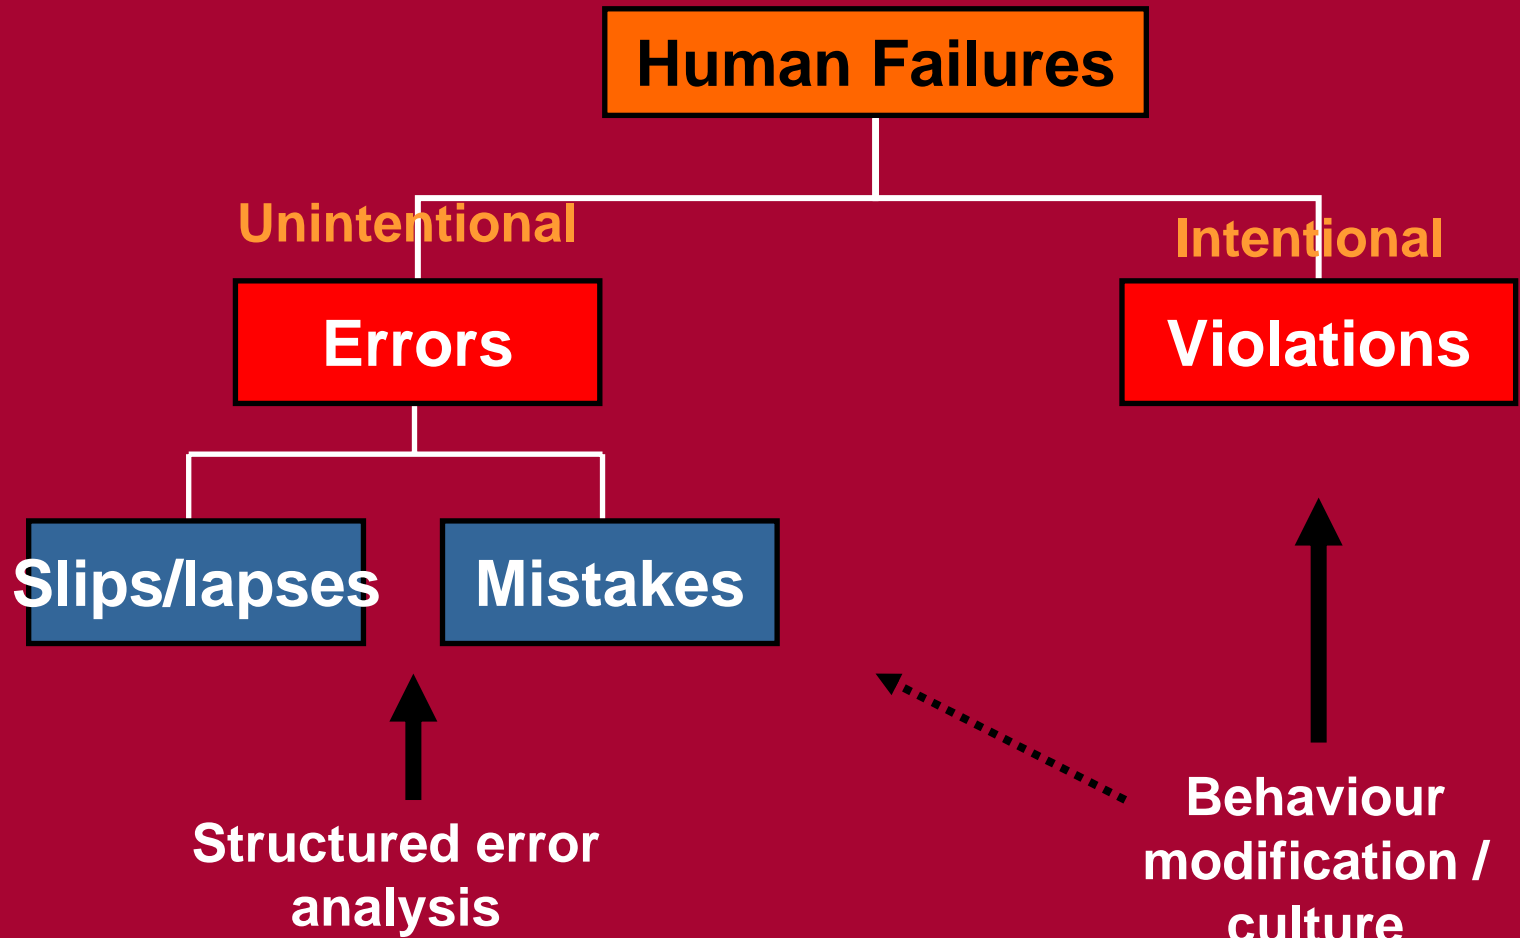 Human Failures
Unintentional
Intentional
Errors
Violations
Slips/lapses
Mistakes
Structured error
analysis
Behaviour
modification /
culture